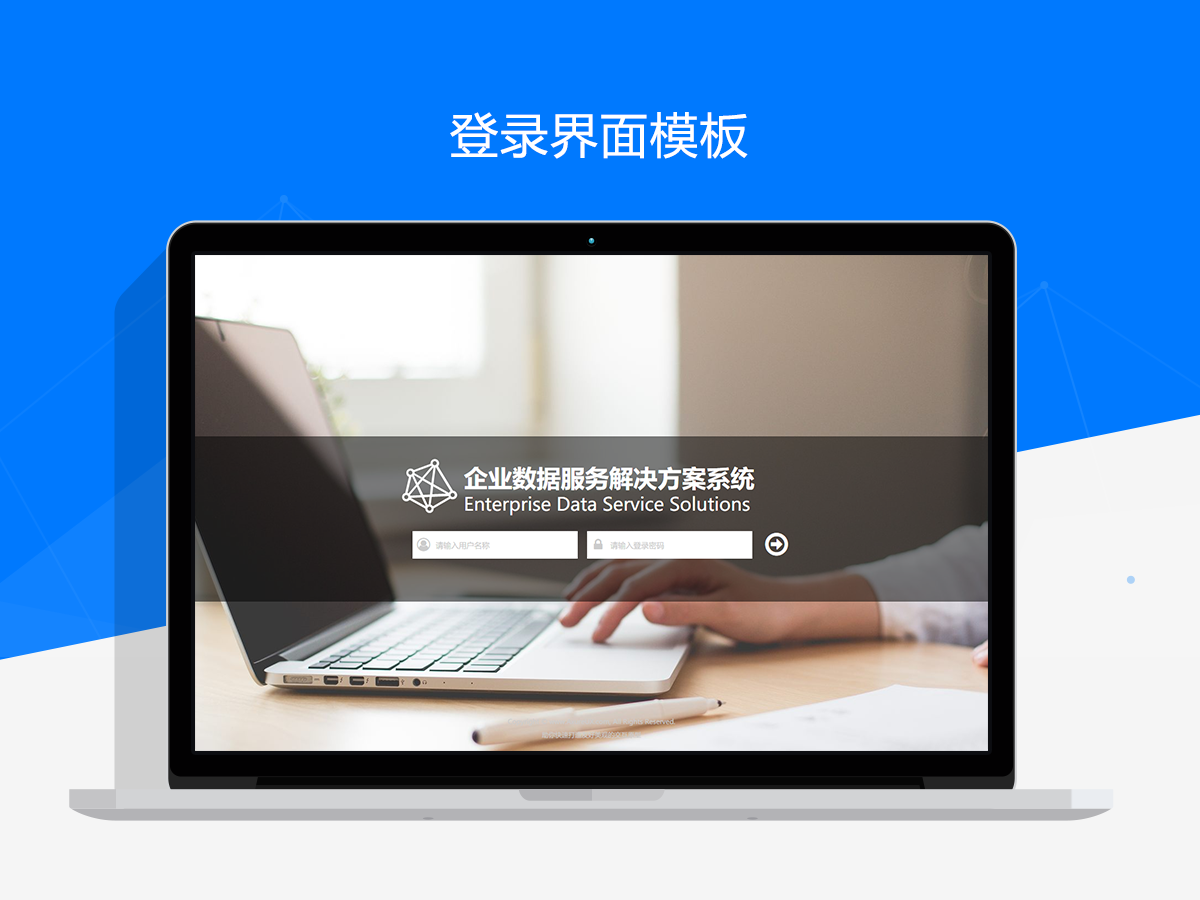 登录界面模板
企业数据服务解决方案系统
Enterprise Data Service Solutions
请输入用户名称
请输入登录密码
All Rights Reserved